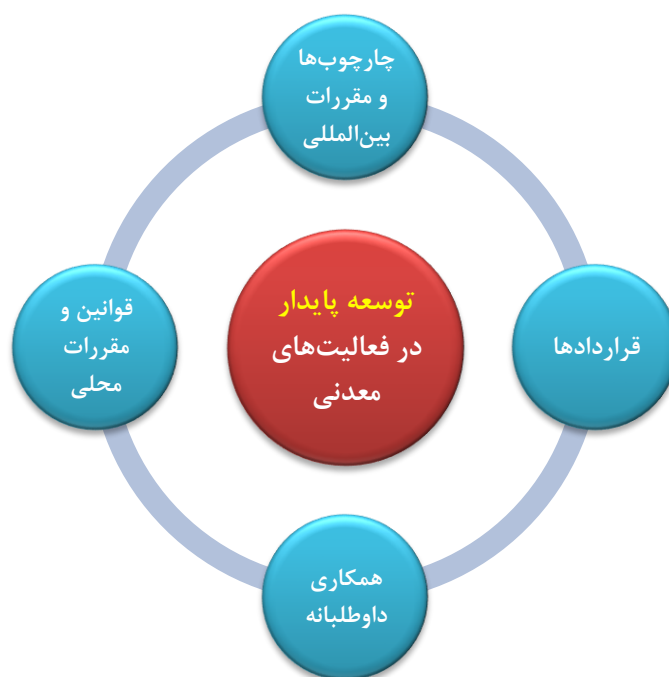 چارچوب‌ها
و مقررات
بین‌المللی
توسعه پایدار
در فعالیت‌های
معدنی
قراردادها
قوانین و
مقررات
محلی
همکاری
داوطلبانه